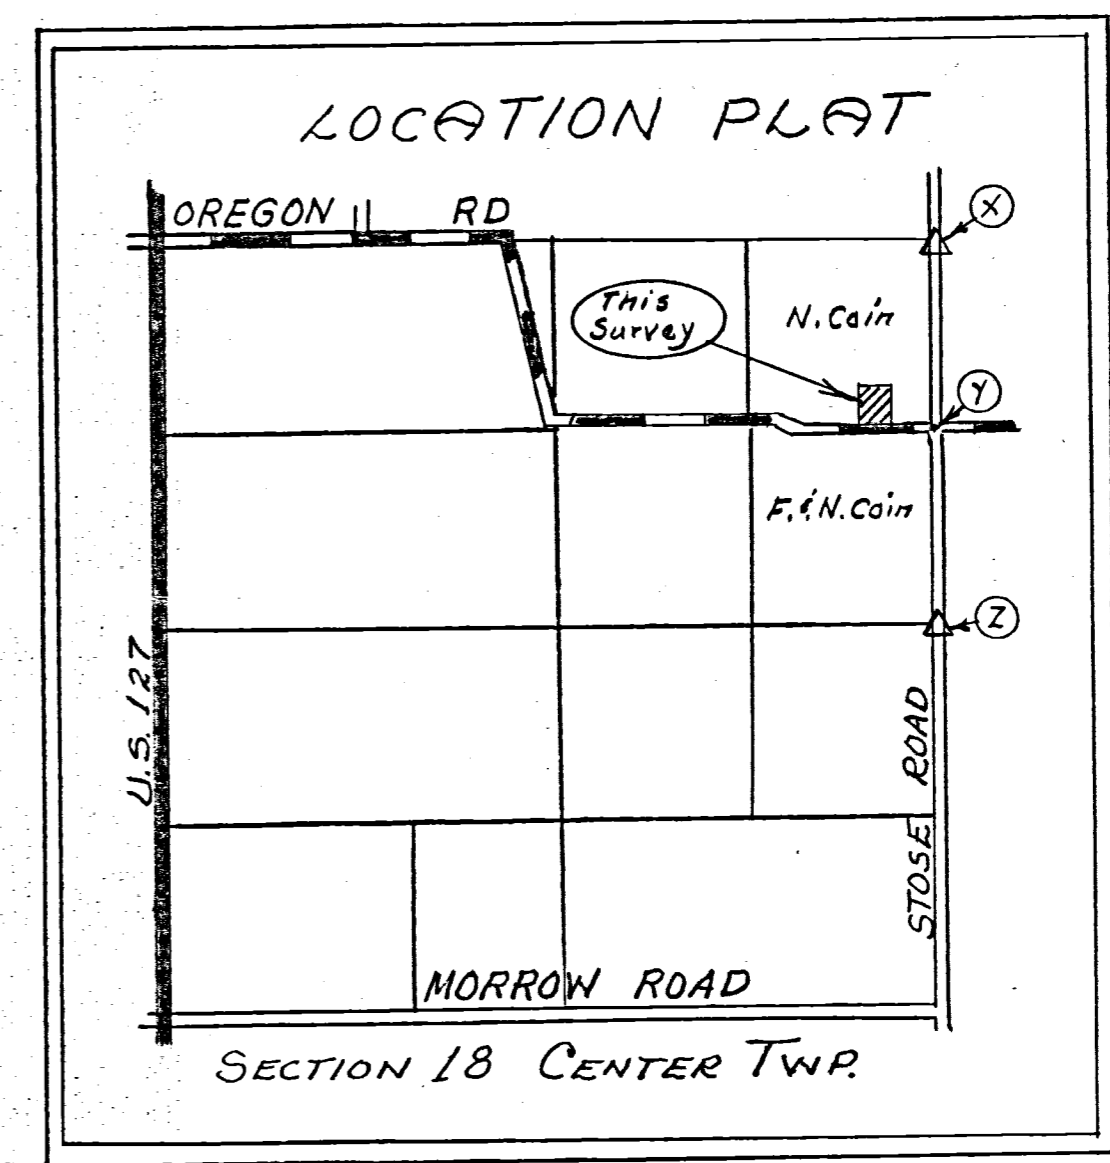 LOCATION PLAT
OREGON RD
X
This
Survey
N. Cain
Y
F. & N. Cain
Z
U.S. 127
STOSE ROAD
MORROW ROAD
SECTION 18 CENTER TWP.